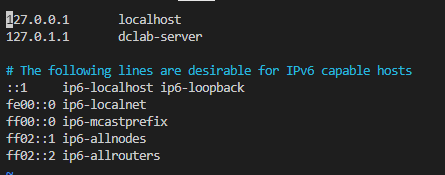 127.0.0.1       localhost
127.0.1.1       dclab-server
# The following lines are desirable for IPv6 capable hosts
::1     ip6-localhost ip6-loopback
fe00::0 ip6-localnet
ff00::0 ip6-mcastprefix
ff02::1 ip6-allnodes
ff02::2 ip6-allrouters
~